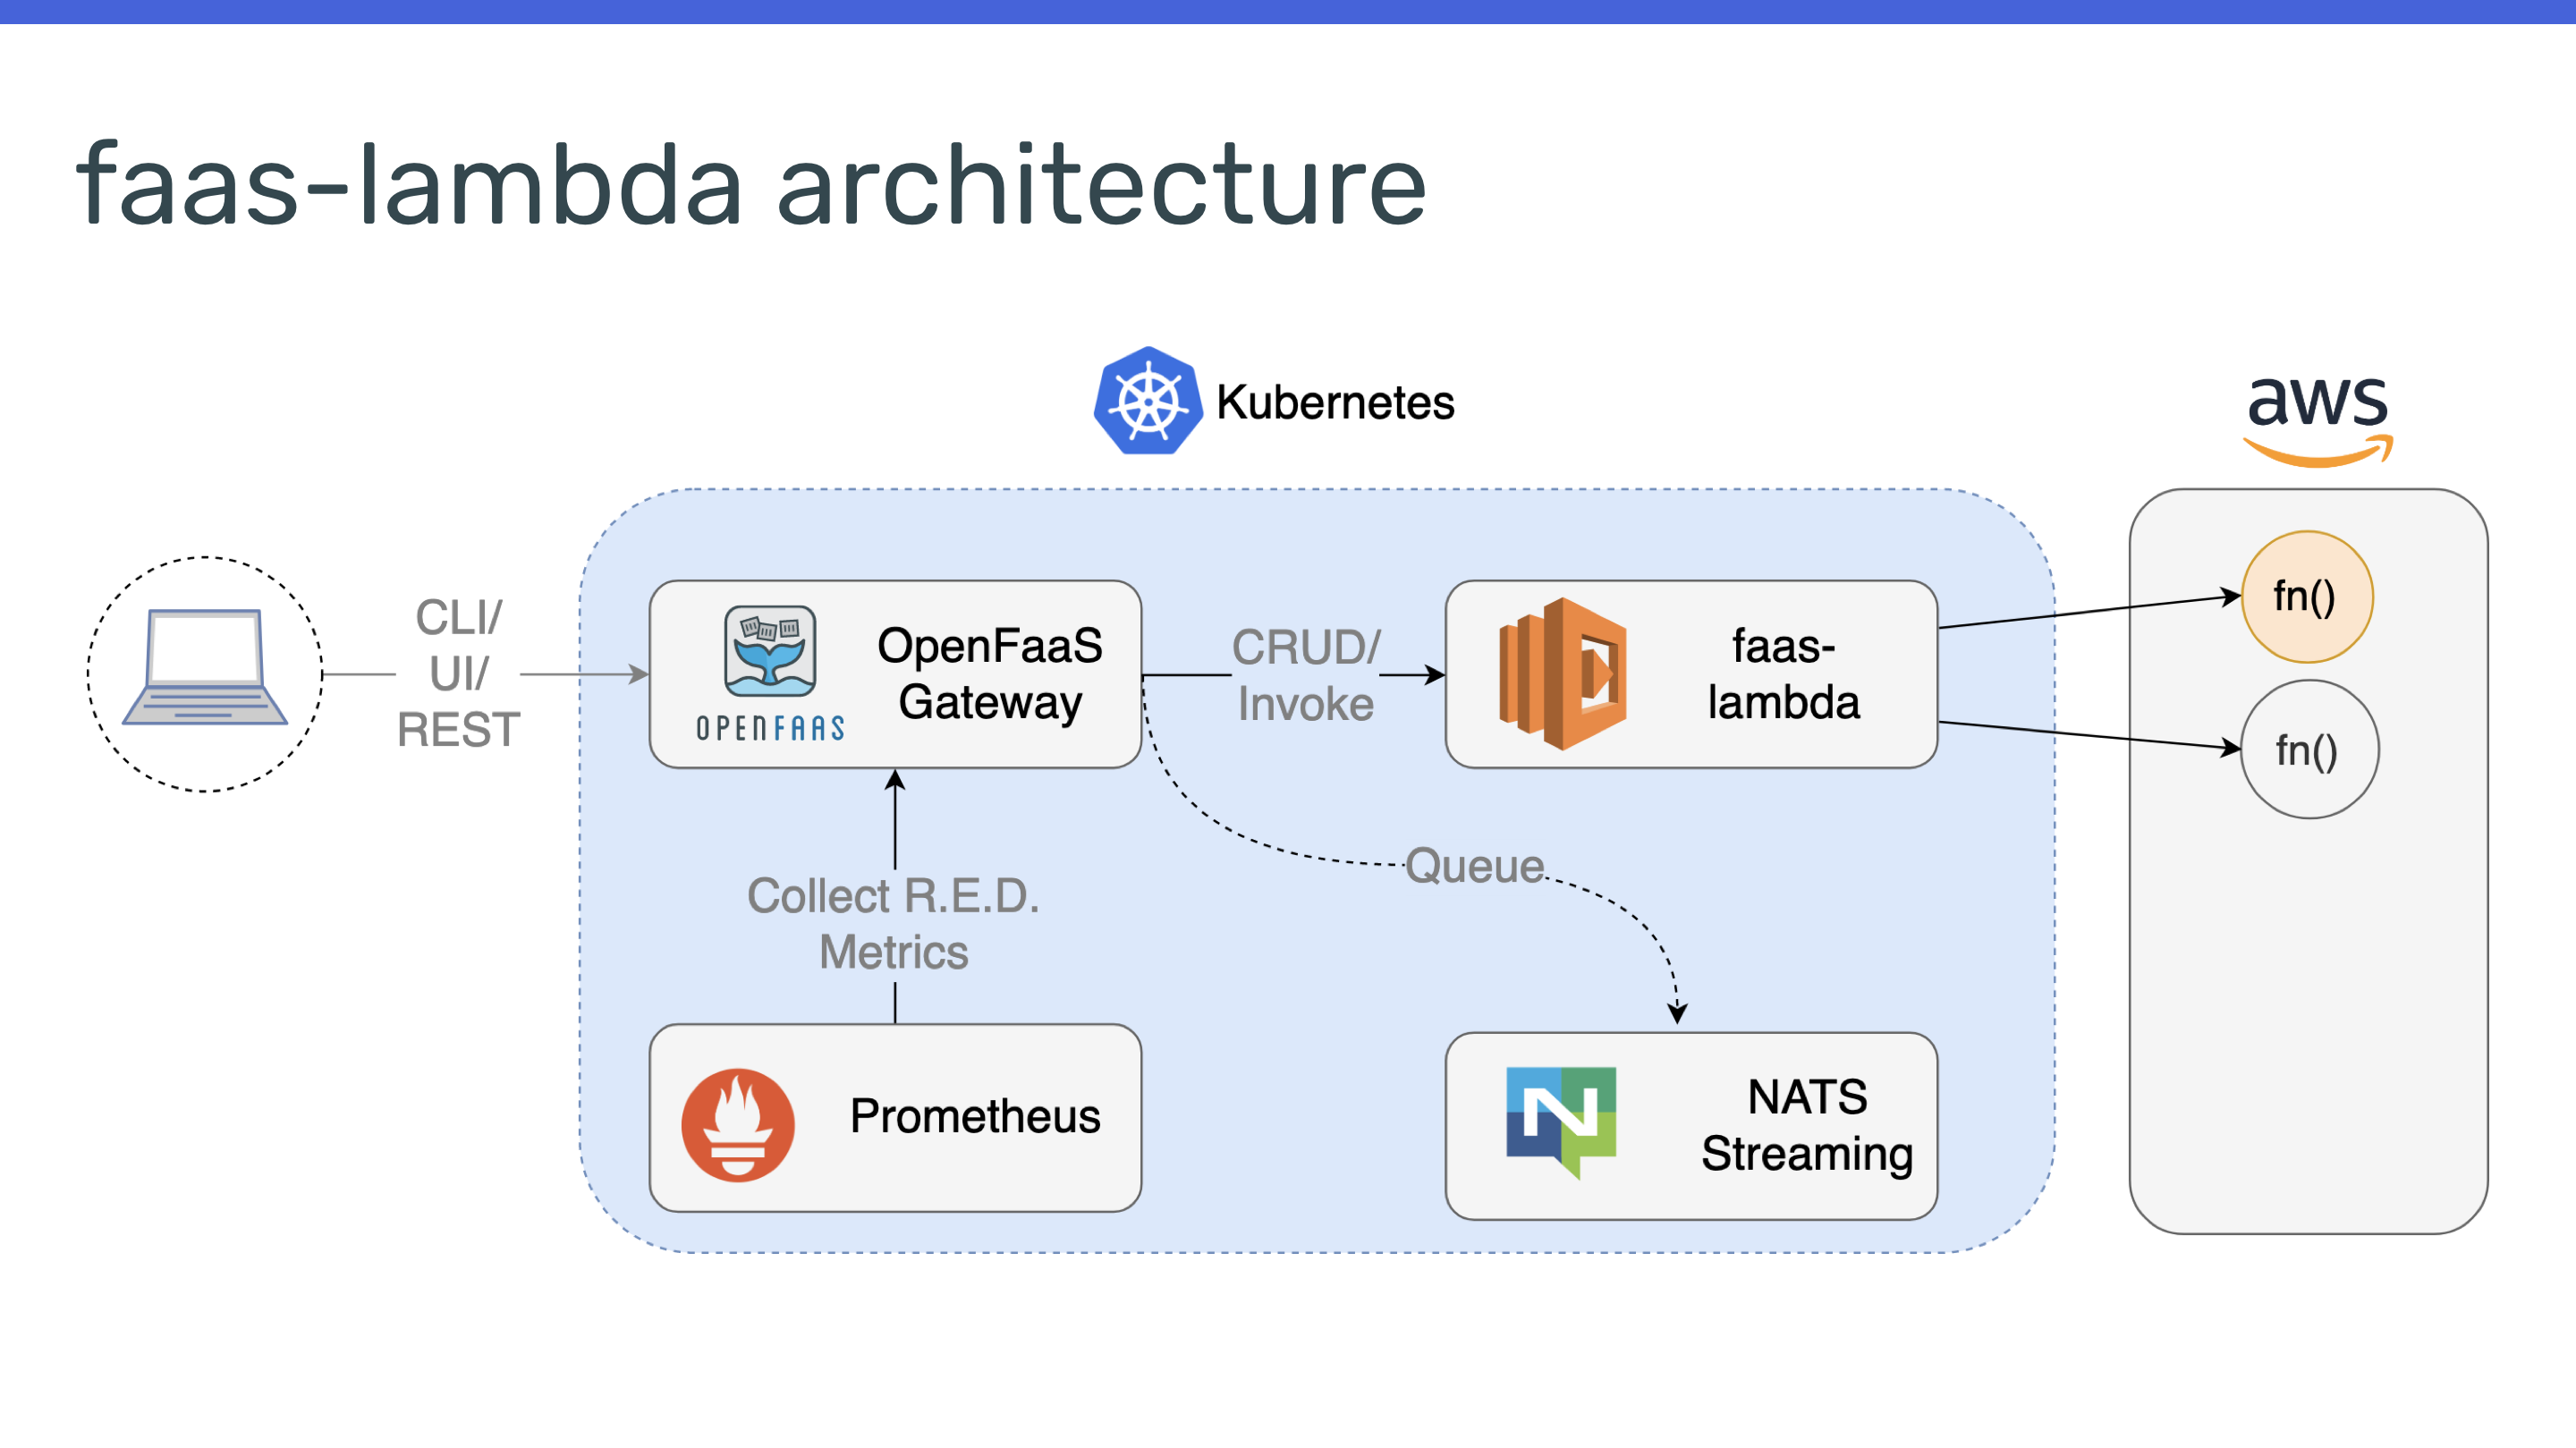 faas-lambda architecture
Kubernetes
aws
CLI/
UI/
REST
OPENFAAS
OpenFaaS
Gateway
CRUD/
Invoke
faas-
lambda
fn()
fn()
Queue
Collect R.E.D.
Metrics
Prometheus
N
NATS
Streaming